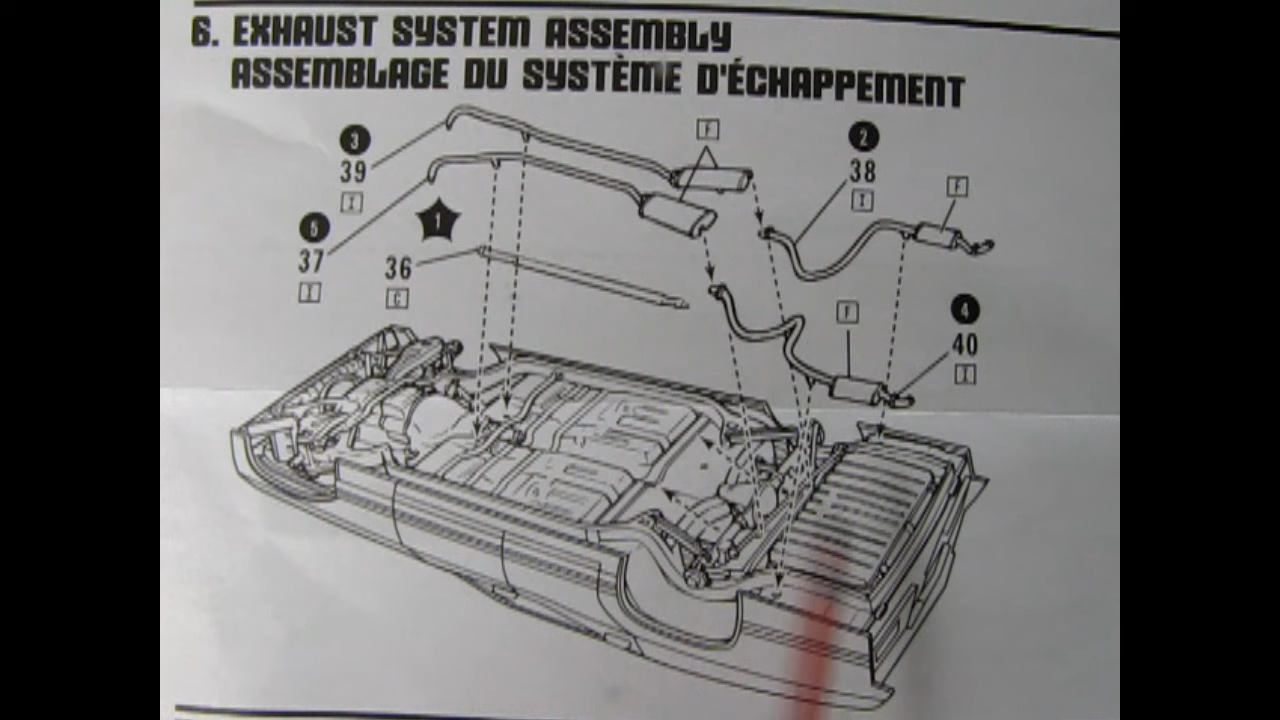 6. EXHAUST SYSTEM ASSEMBLY
ASSEMBLAGE DU SYSTÈME D'ÉCHAPPEMENT
3
39
I
5
37
I
1
36
C
F
2
38
I
F
F
4
40
I